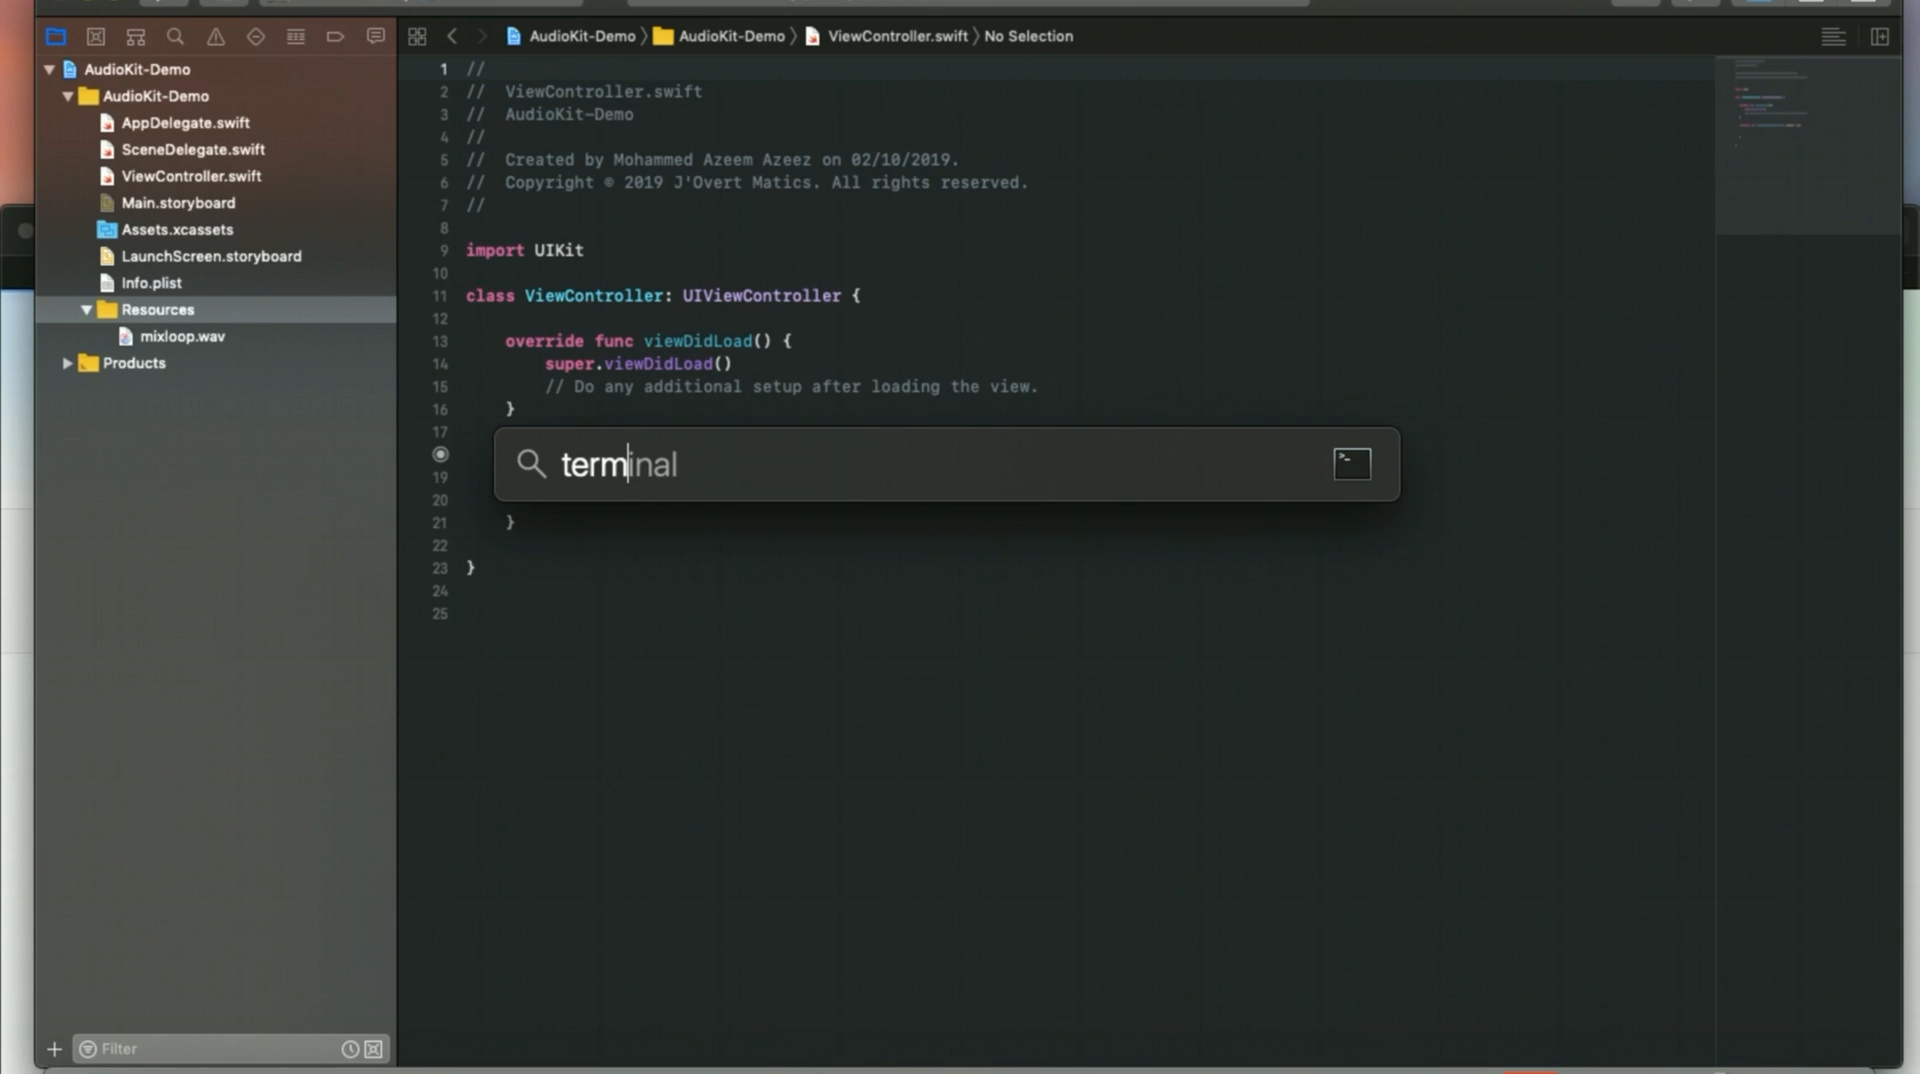 AudioKit-Demo
AudioKit-Demo
AppDelegate.swift
SceneDelegate.swift
ViewController.swift
Main.storyboard
Assets.xcassets
LaunchScreen.storyboard
Info.plist
Resources
mixloop.wav
Products
Filter
AudioKit-Demo AudioKit-Demo ViewController.swift No Selection
1 //
2 // ViewController.swift
3 // AudioKit-Demo
4 //
5 // Created by Mohammed Azeem Azeez on 02/10/2019.
6 // Copyright © 2019 J'Overt Matics. All rights reserved.
7 //
8
9 import UIKit
10
11 class ViewController: UIViewController {
12
13 override func viewDidLoad() {
14 super.viewDidLoad()
15 // Do any additional setup after loading the view.
16 }
17
19
20
21 }
22
23 }
24
25
terminal